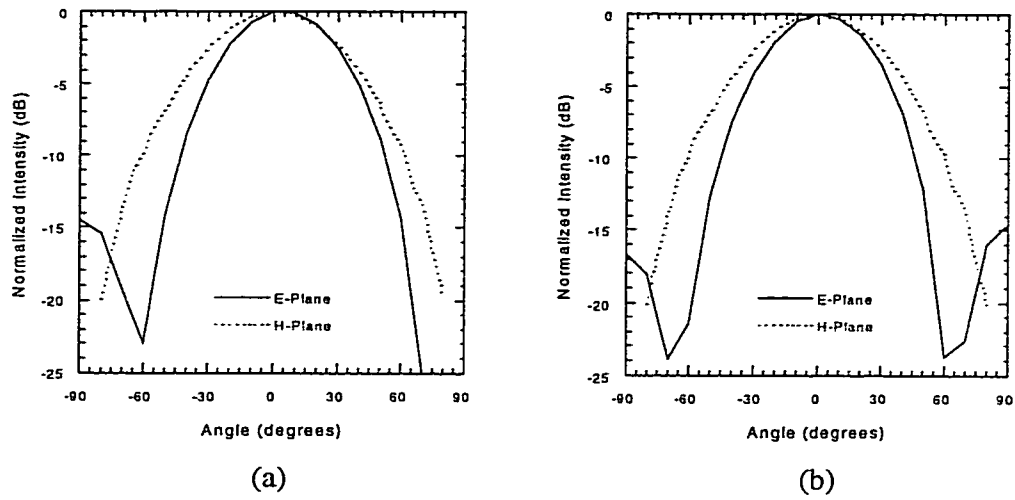 0
-5
-10
-15
-20
-25
Normalized Intensity (dB)
E-Plane
H-Plane
-90 -60 -30 0 30 60 90
Angle (degrees)
(a)
0
-5
-10
-15
-20
-25
Normalized Intensity (dB)
E-Plane
H-Plane
-90 -60 -30 0 30 60 90
Angle (degrees)
(b)